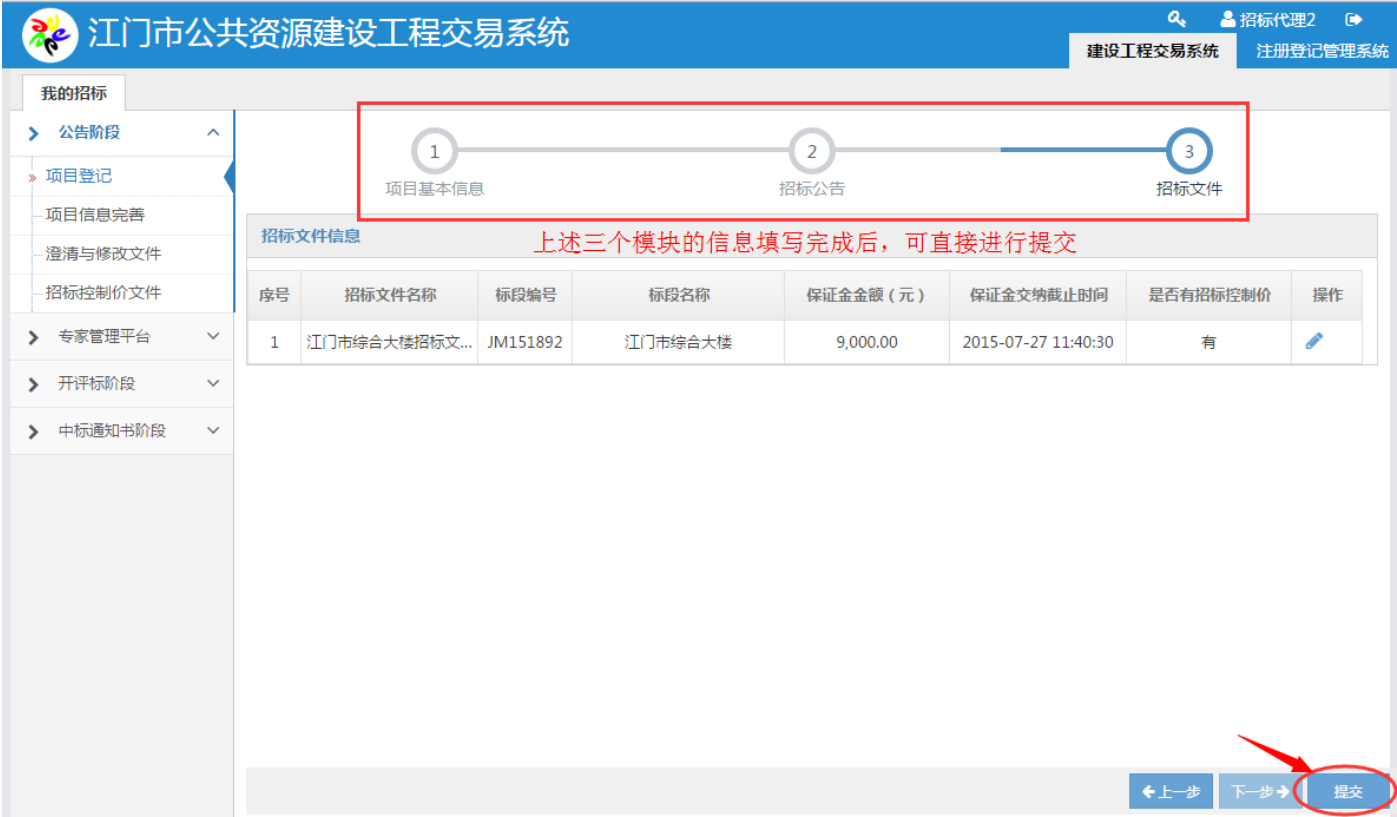 江门市公共资源建设工程交易系统
招标代理2
建设工程交易系统 注册登记管理系统
我的招标
公告阶段
项目登记
项目信息完善
澄清与修改文件
招标控制价文件
专家管理平台
开评标阶段
中标通知书阶段
1 2 3
项目基本信息 招标公告 招标文件
招标文件信息
上述三个模块的信息填写完成后，可直接进行提交
序号 招标文件名称 标段编号 标段名称 保证金金额（元） 保证金交纳截止时间 是否有招标控制价 操作
1 江门市综合大楼招标文... JM151892 江门市综合大楼 9,000.00 2015-07-27 11:40:30 有
上一步 下一步 提交